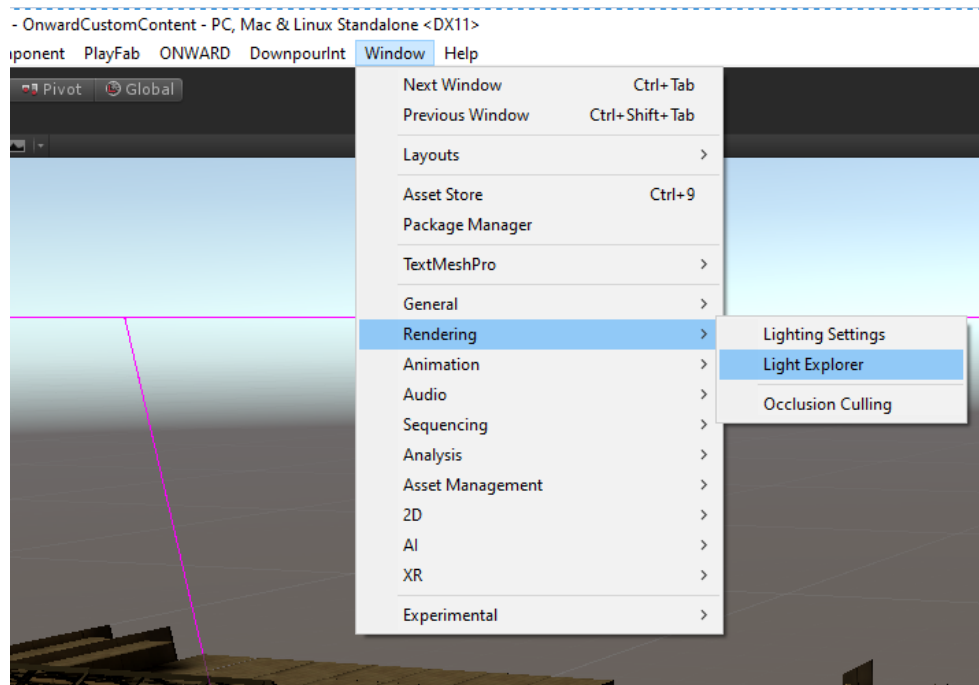 - OnwardCustomContent - PC, Mac & Linux Standalone <DX11>
PlayFab ONWARD DownpourInt Window Help
Pivot Global
Next Window Ctrl+Tab
Previous Window Ctrl+Shift+Tab
Layouts
Asset Store Ctrl+9
Package Manager
TextMeshPro
General
Rendering
Lighting Settings
Animation
Light Explorer
Audio
Occlusion Culling
Sequencing
Analysis
Asset Management
2D
AI
XR
Experimental